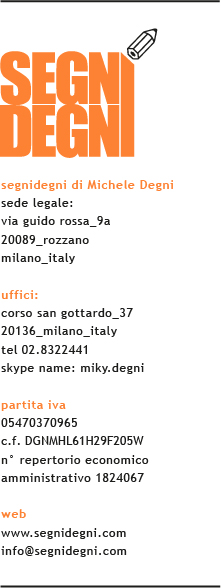 SEGNI
DEGNI
segnidegni di Michele Degni
sede legale:
via guido rossa_9a
20089_rozzano
milano_italy
uffici:
corso san gottardo_37
20136_milano_italy
tel 02.8322441
skype name: miky.degni
partita iva
05470370965
c.f. DGNMHL61H29F205W
n° repertorio economico
amministrativo 1824067
web
www.segnidegni.com
info@segnidegni.com